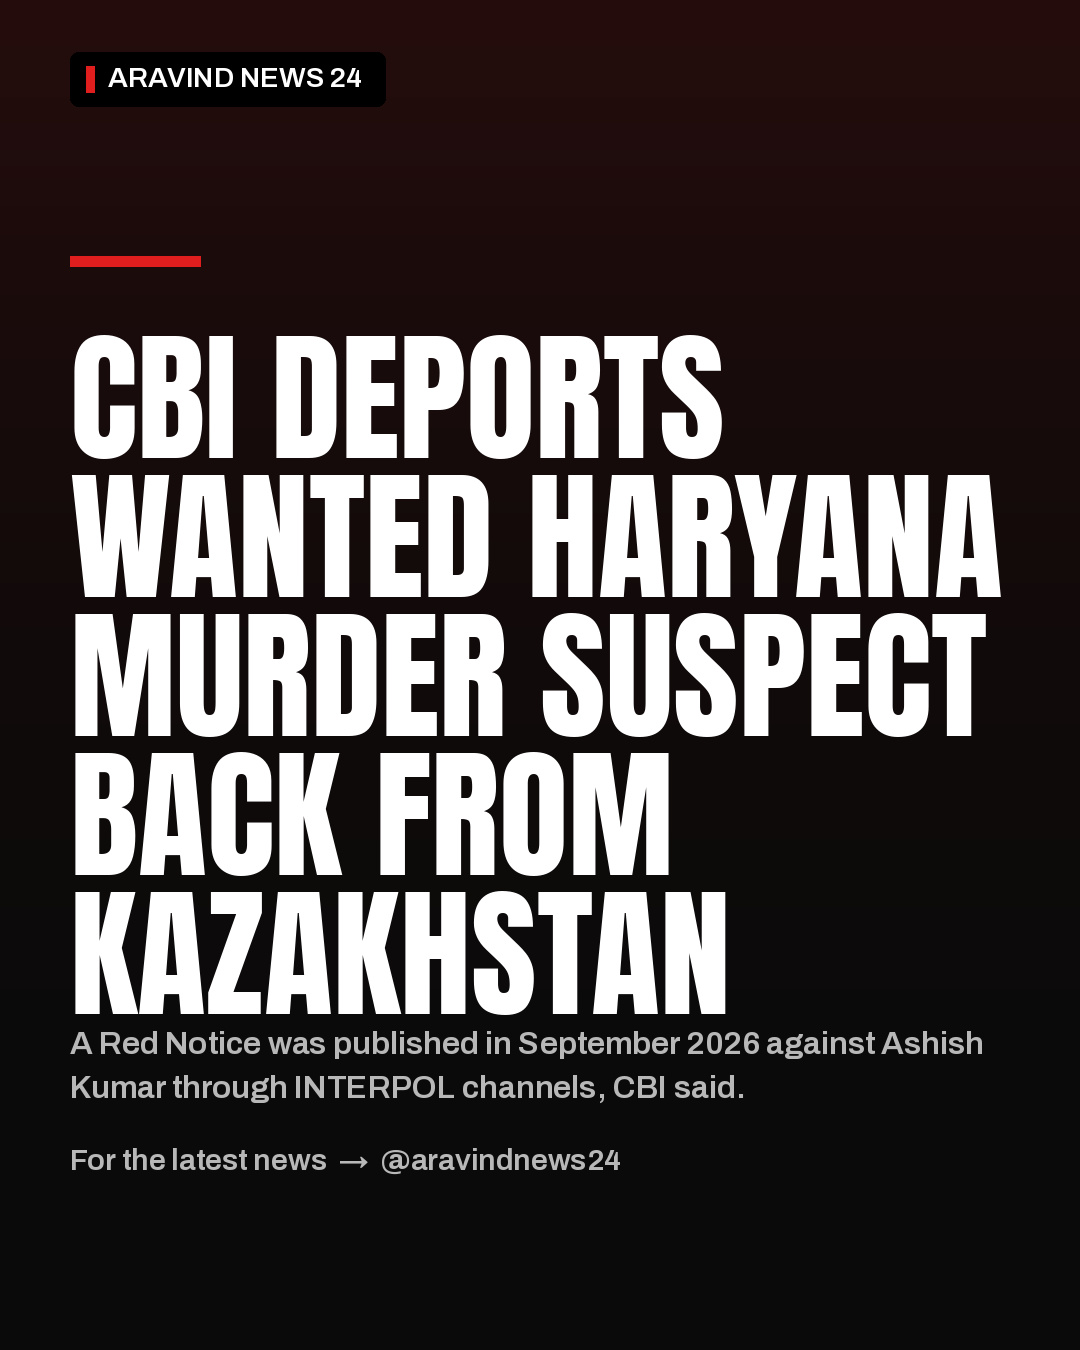 ARAVIND NEWS 24
CBI DEPORTS
WANTED HARYANA
MURDER SUSPECT
BACK FROM
KAZAKHSTAN
A Red Notice was published in September 2026 against Ashish
Kumar through INTERPOL channels, CBI said.
For the latest news → @aravindnews24